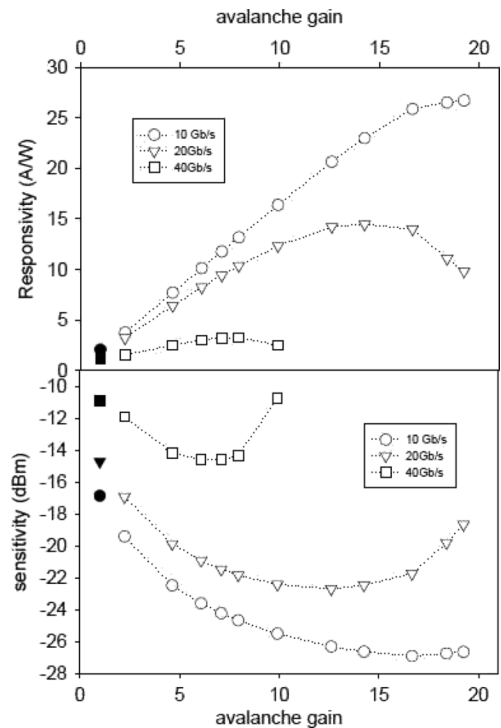 avalanche gain
0 5 10 15 20
Responsivity (A/W)
30
25
20
15
10
5
0
10 Gb/s
20Gb/s
40Gb/s
sensitivity (dBm)
-10
-12
-14
-16
-18
-20
-22
-24
-26
-28
10 Gb/s
20Gb/s
40Gb/s
0 5 10 15 20
avalanche gain